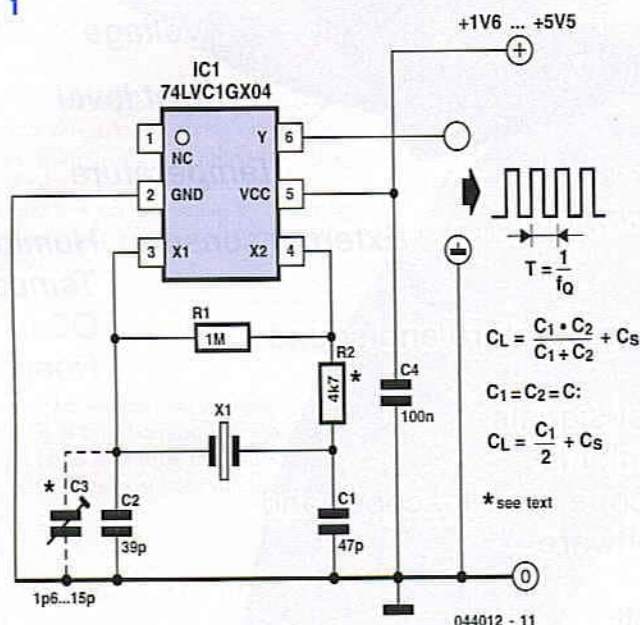 1
+1V6 ... +5V5
IC1
74LVC1GX04
1
NC
Y
6
2
GND
VCC
5
3
X1
X2
4
T = 1/fQ
R1
1M
R2
*
4k7
C4
100n
CL = C1 • C2 / C1 + C2 + CS
C1 = C2 = C:
CL = C1 / 2 + CS
X1
* C3
C2
39p
C1
47p
* see text
0
1p6...15p
044012 - 11